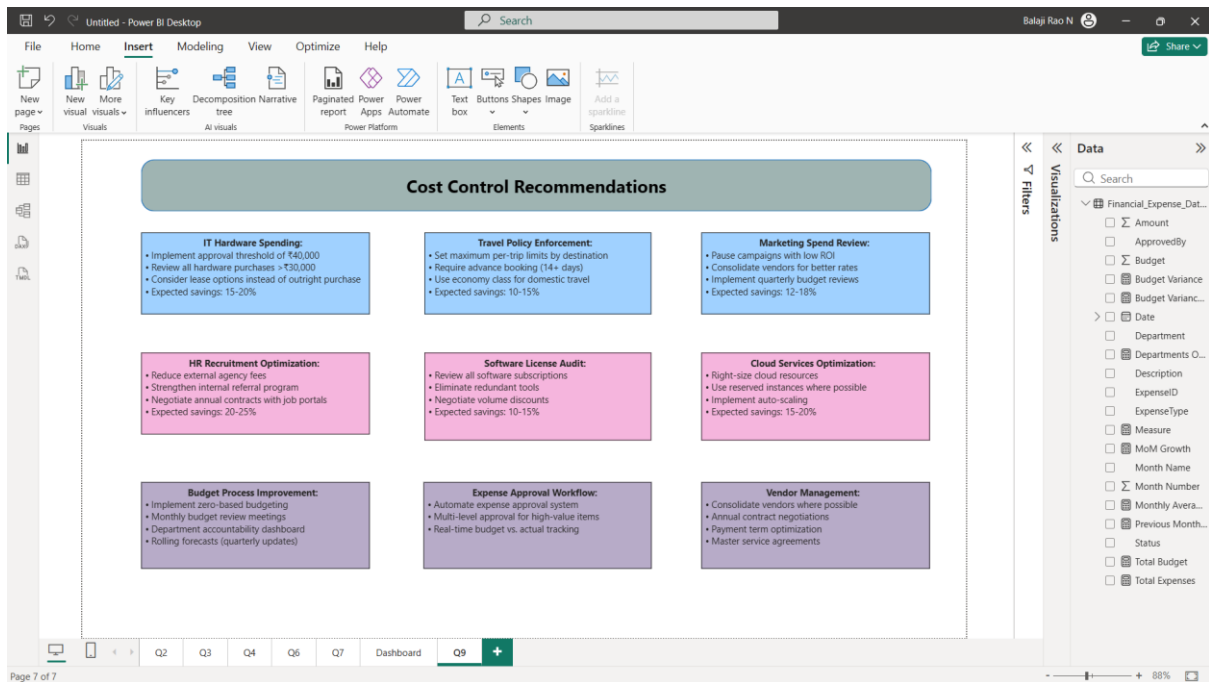 Untitled - Power BI Desktop
Search
Balaji Rao N
File Home Insert Modeling View Optimize Help
Share
New page
New visual
More visuals
Key influencers
Decomposition tree
Narrative
Paginated report
Power Apps
Power Automate
Text box
Buttons
Shapes
Image
Add a sparkline
Pages
Visuals
AI visuals
Power Platform
Elements
Sparklines
Cost Control Recommendations
IT Hardware Spending:
• Implement approval threshold of ₹40,000
• Review all hardware purchases >₹30,000
• Consider lease options instead of outright purchase
• Expected savings: 15-20%
Travel Policy Enforcement:
• Set maximum per-trip limits by destination
• Require advance booking (14+ days)
• Use economy class for domestic travel
• Expected savings: 10-15%
Marketing Spend Review:
• Pause campaigns with low ROI
• Consolidate vendors for better rates
• Implement quarterly budget reviews
• Expected savings: 12-18%
HR Recruitment Optimization:
• Reduce external agency fees
• Strengthen internal referral program
• Negotiate annual contracts with job portals
• Expected savings: 20-25%
Software License Audit:
• Review all software subscriptions
• Eliminate redundant tools
• Negotiate volume discounts
• Expected savings: 10-15%
Cloud Services Optimization:
• Right-size cloud resources
• Use reserved instances where possible
• Implement auto-scaling
• Expected savings: 15-20%
Budget Process Improvement:
• Implement zero-based budgeting
• Monthly budget review meetings
• Department accountability dashboard
• Rolling forecasts (quarterly updates)
Expense Approval Workflow:
• Automate expense approval system
• Multi-level approval for high-value items
• Real-time budget vs. actual tracking
Vendor Management:
• Consolidate vendors where possible
• Annual contract negotiations
• Payment term optimization
• Master service agreements
Filters
Visualizations
Data
Search
Financial_Expense_Dat...
Amount
ApprovedBy
Budget
Budget Variance
Budget Varianc...
Date
Department
Departments O...
Description
ExpenseID
ExpenseType
Measure
MoM Growth
Month Name
Month Number
Monthly Avera...
Previous Month...
Status
Total Budget
Total Expenses
Q2 Q3 Q4 Q6 Q7 Dashboard Q9
Page 7 of 7
88%